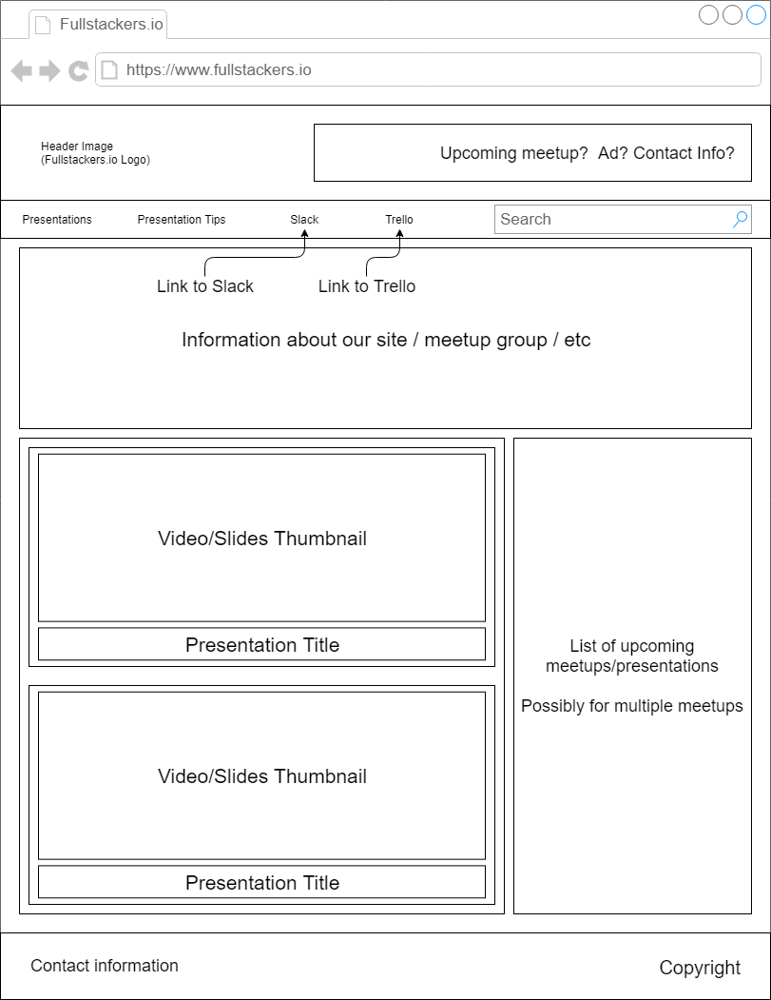 Fullstackers.io
https://www.fullstackers.io
Header Image
(Fullstackers.io Logo)
Upcoming meetup?  Ad? Contact Info?
Presentations
Presentation Tips
Slack
Trello
Search
Link to Slack
Link to Trello
Information about our site / meetup group / etc
Video/Slides Thumbnail
Presentation Title
Video/Slides Thumbnail
Presentation Title
List of upcoming
meetups/presentations
Possibly for multiple meetups
Contact information
Copyright